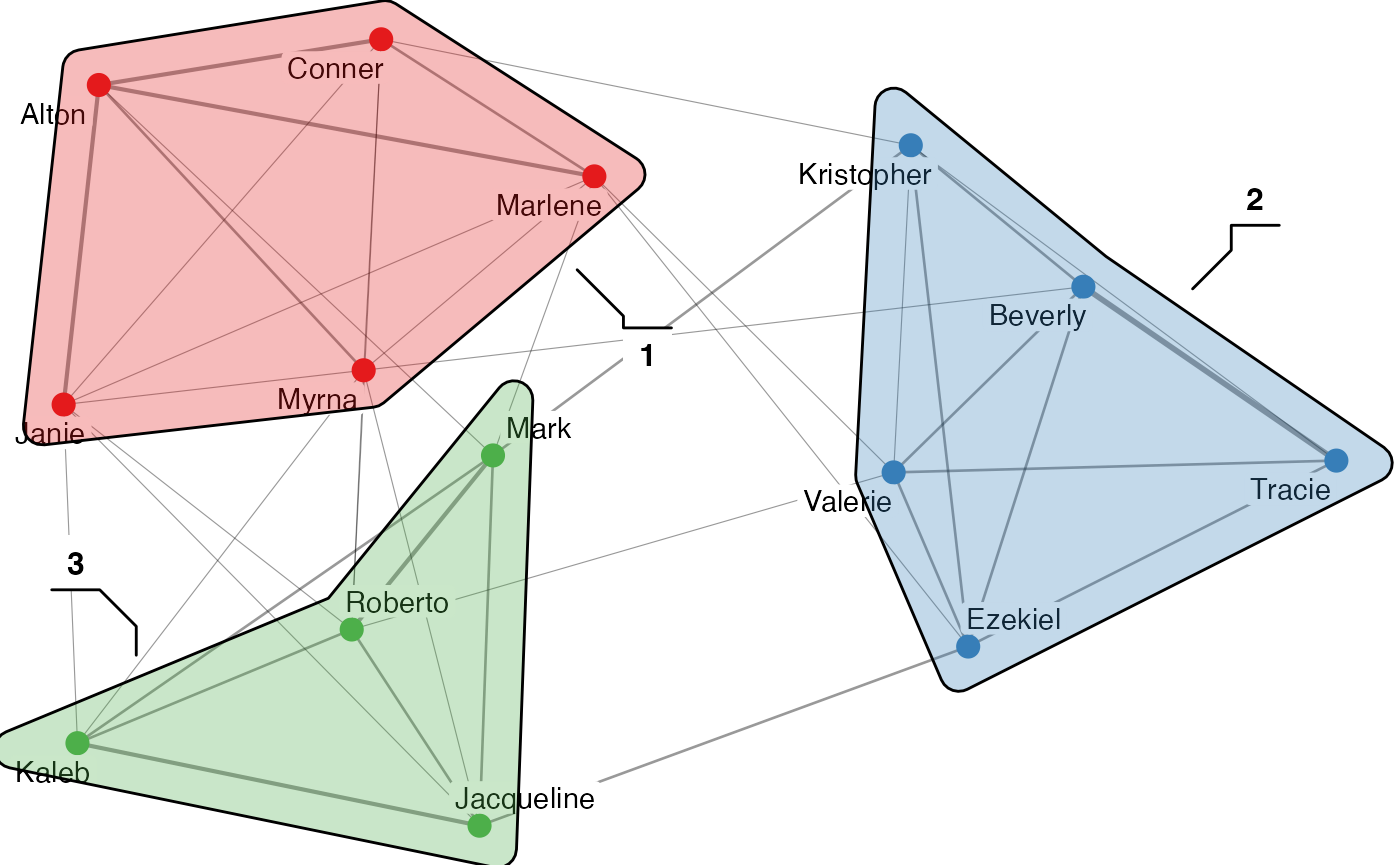 Conner
Alton
Kristopher
Marlene
2
Beverly
1
Myrna
Mark
Janie
Tracie
Valerie
3
Roberto
Ezekiel
Kaleb
Jacqueline